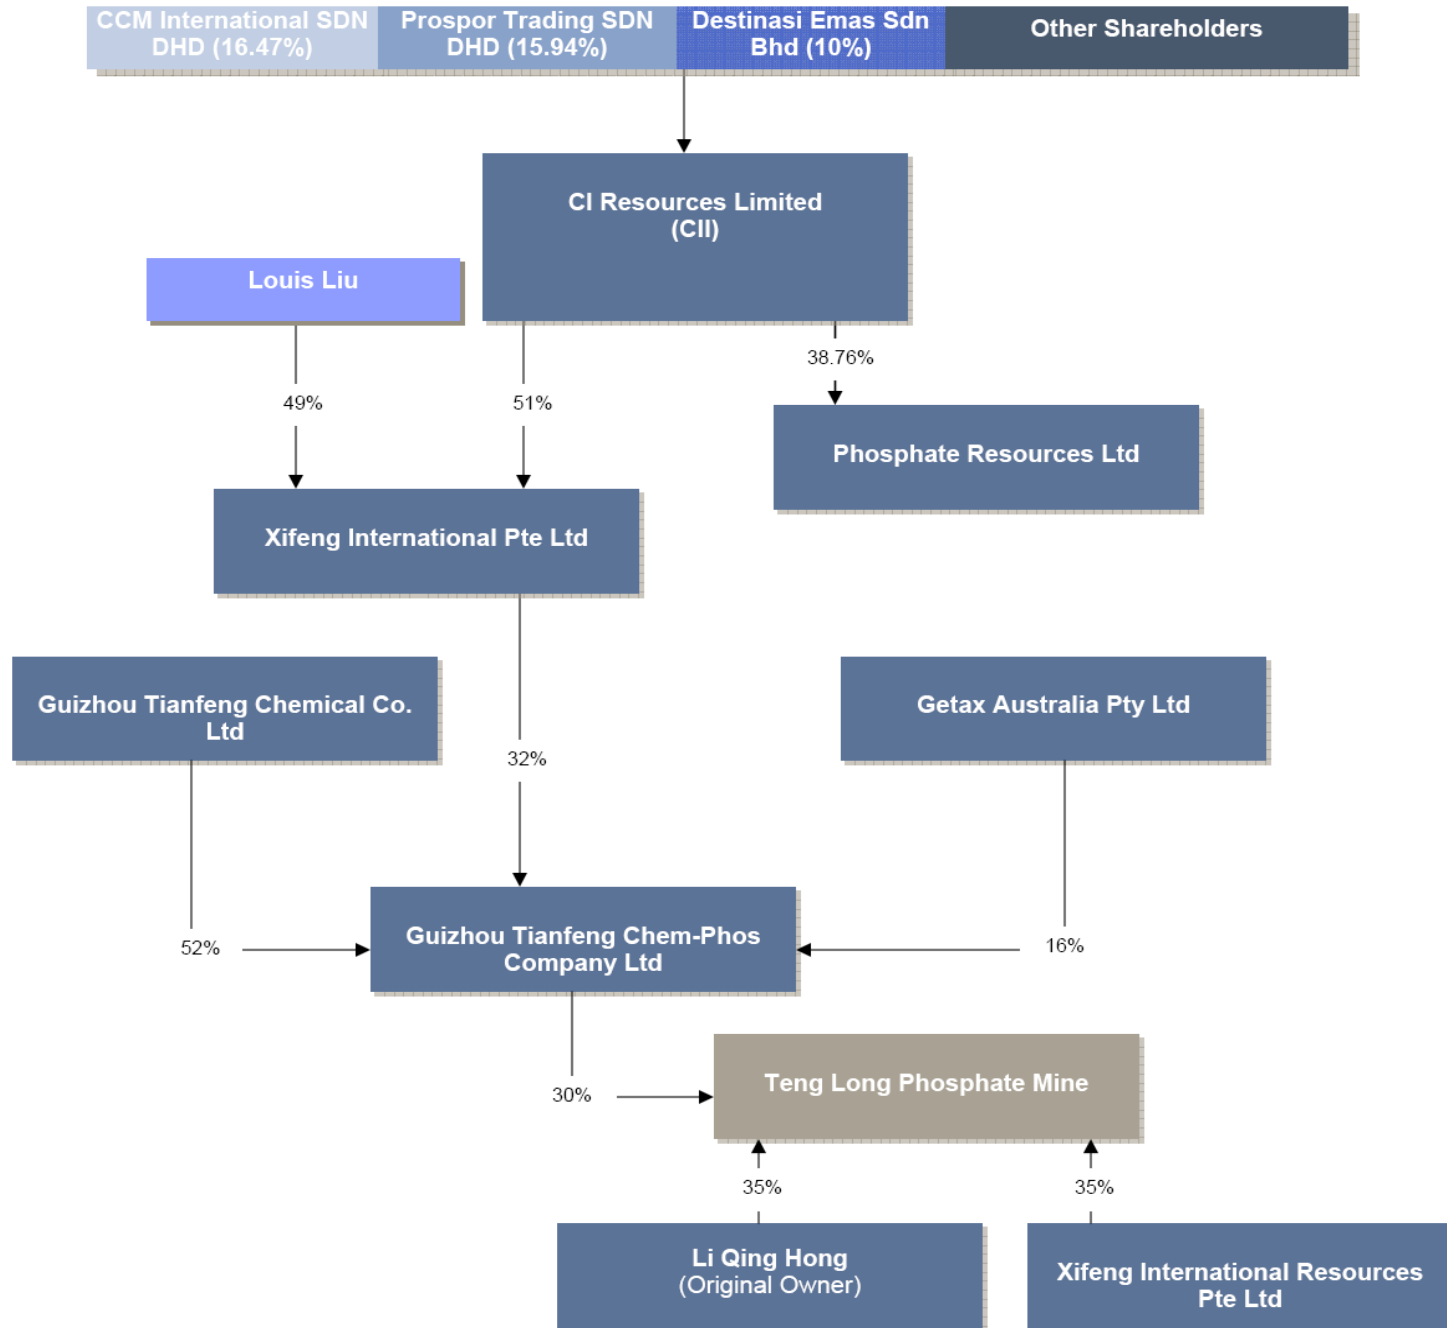 CCM International SDN
DHD (16.47%)
Prospor Trading SDN
DHD (15.94%)
Destinasi Emas Sdn
Bhd (10%)
Other Shareholders
CI Resources Limited
(CII)
Louis Liu
38.76%
49%
51%
Phosphate Resources Ltd
Xifeng International Pte Ltd
Guizhou Tianfeng Chemical Co.
Ltd
Getax Australia Pty Ltd
32%
52%
Guizhou Tianfeng Chem-Phos
Company Ltd
16%
30%
Teng Long Phosphate Mine
35%
35%
Li Qing Hong
(Original Owner)
Xifeng International Resources
Pte Ltd